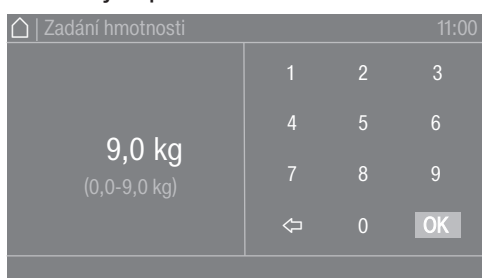 | Zadání hmotnosti 11:00
9,0 kg
(0,0-9,0 kg)
1 2 3
4 5 6
7 8 9
0 OK